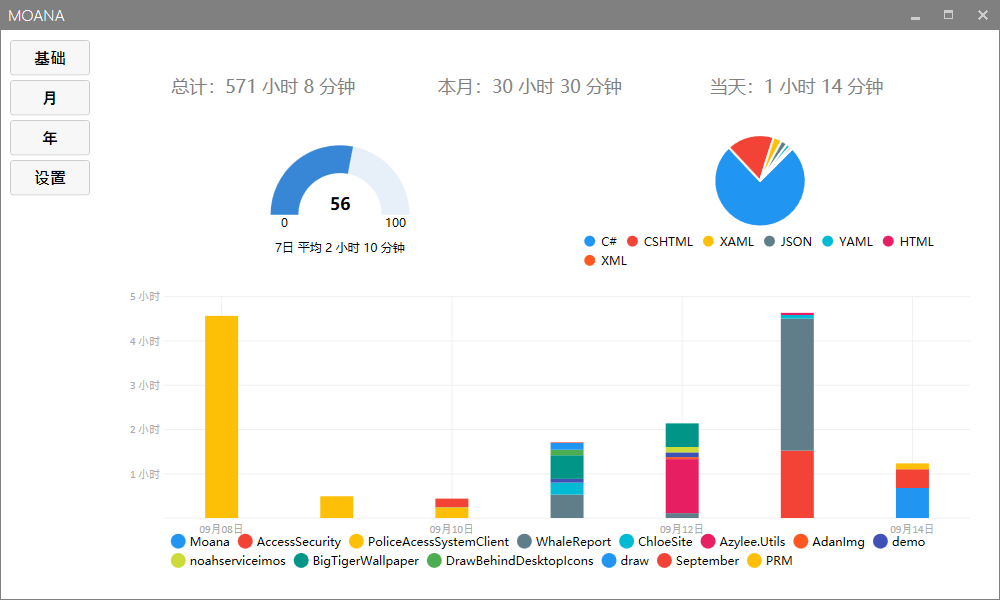 MOANA
基础
月
年
设置
总计：571 小时 8 分钟
本月：30 小时 30 分钟
当天：1 小时 14 分钟
56
0
100
7日 平均 2 小时 10 分钟
C# CSHTML XAML JSON YAML HTML
XML
5 小时
4 小时
3 小时
2 小时
1 小时
09月08日 09月10日 09月12日 09月14日
Moana AccessSecurity PoliceAcessSystemClient WhaleReport ChloeSite Azylee.Utils AdanImg demo
noahserviceimos BigTigerWallpaper DrawBehindDesktopIcons draw September PRM